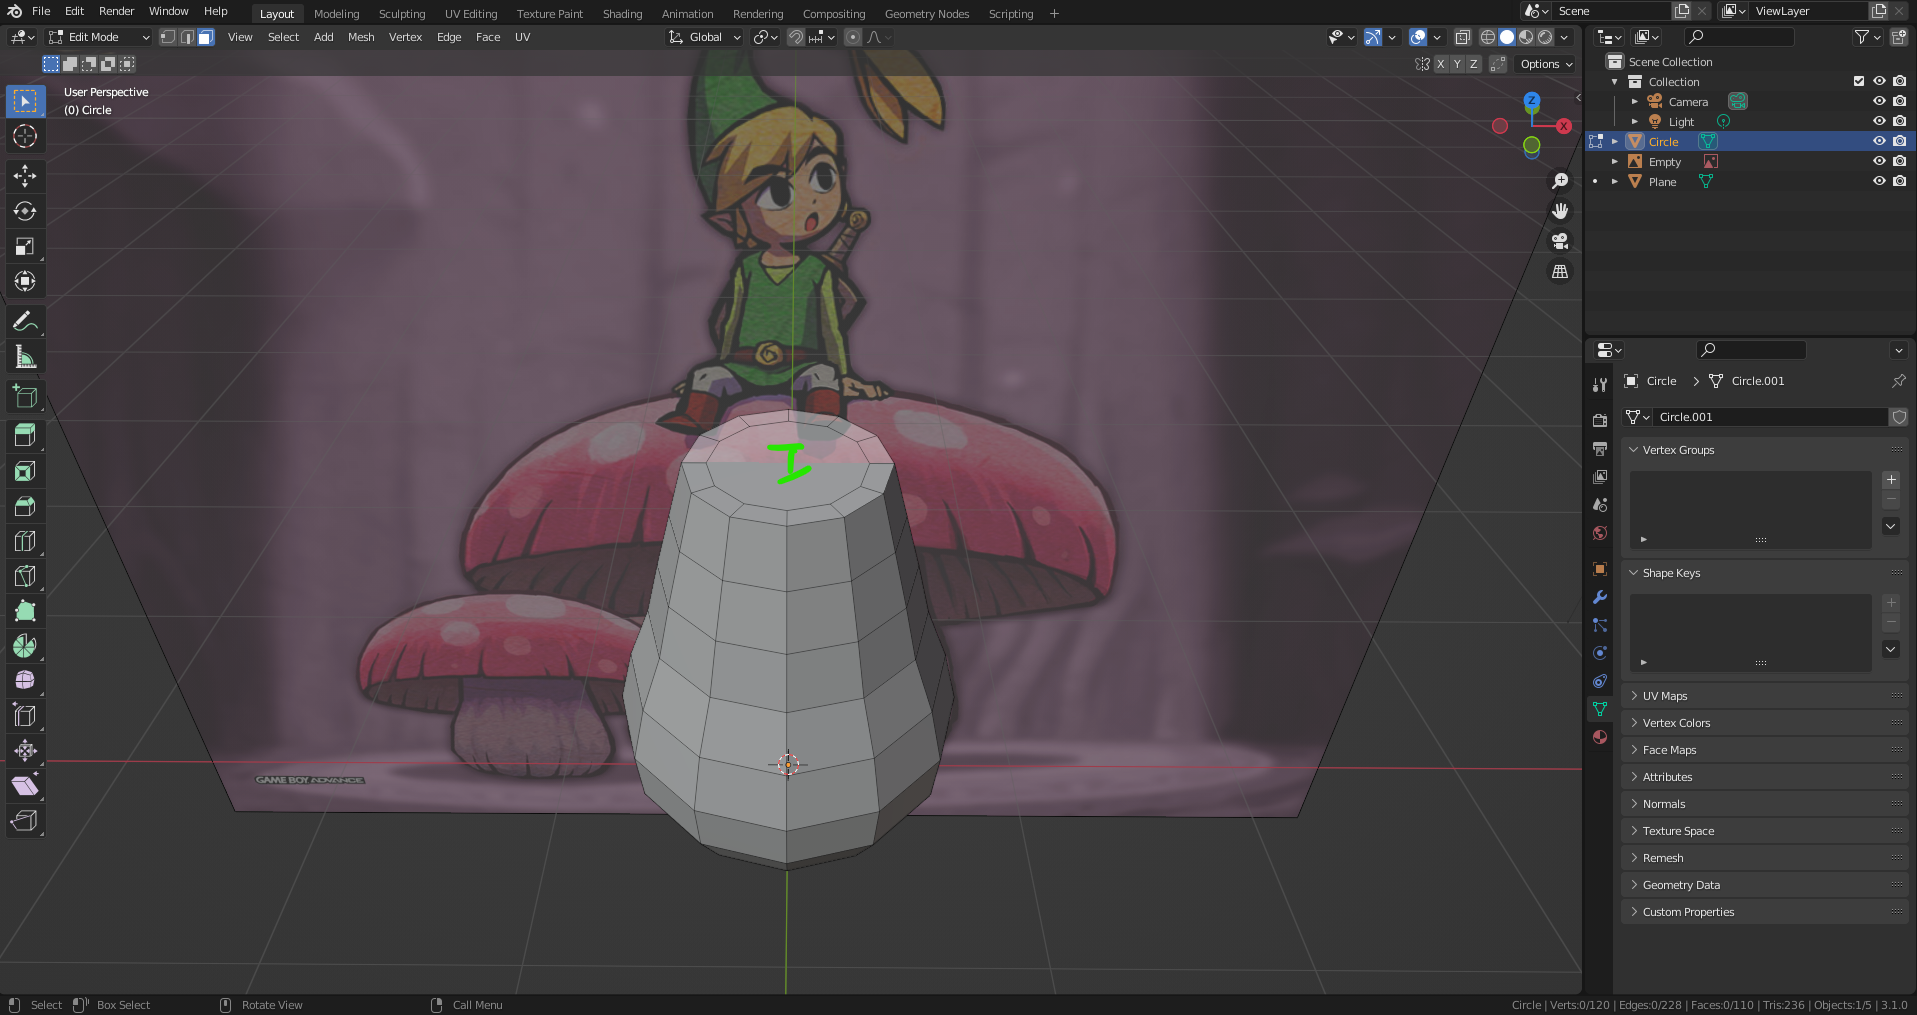 File Edit Render Window Help Layout Modeling Sculpting UV Editing Texture Paint Shading Animation Rendering Compositing Geometry Nodes Scripting + Scene ViewLayer
Edit Mode View Select Add Mesh Vertex Edge Face UV Global
X Y Z Options
User Perspective
(0) Circle
Z
X
I
GAME BOY ADVANCE
Scene Collection
Collection
Camera
Light
Circle
Empty
Plane
Circle > Circle.001
Circle.001
Vertex Groups
Shape Keys
UV Maps
Vertex Colors
Face Maps
Attributes
Normals
Texture Space
Remesh
Geometry Data
Custom Properties
Select Box Select Rotate View Call Menu Circle | Verts:0/120 | Edges:0/228 | Faces:0/110 | Tris:236 | Objects:1/5 | 3.1.0